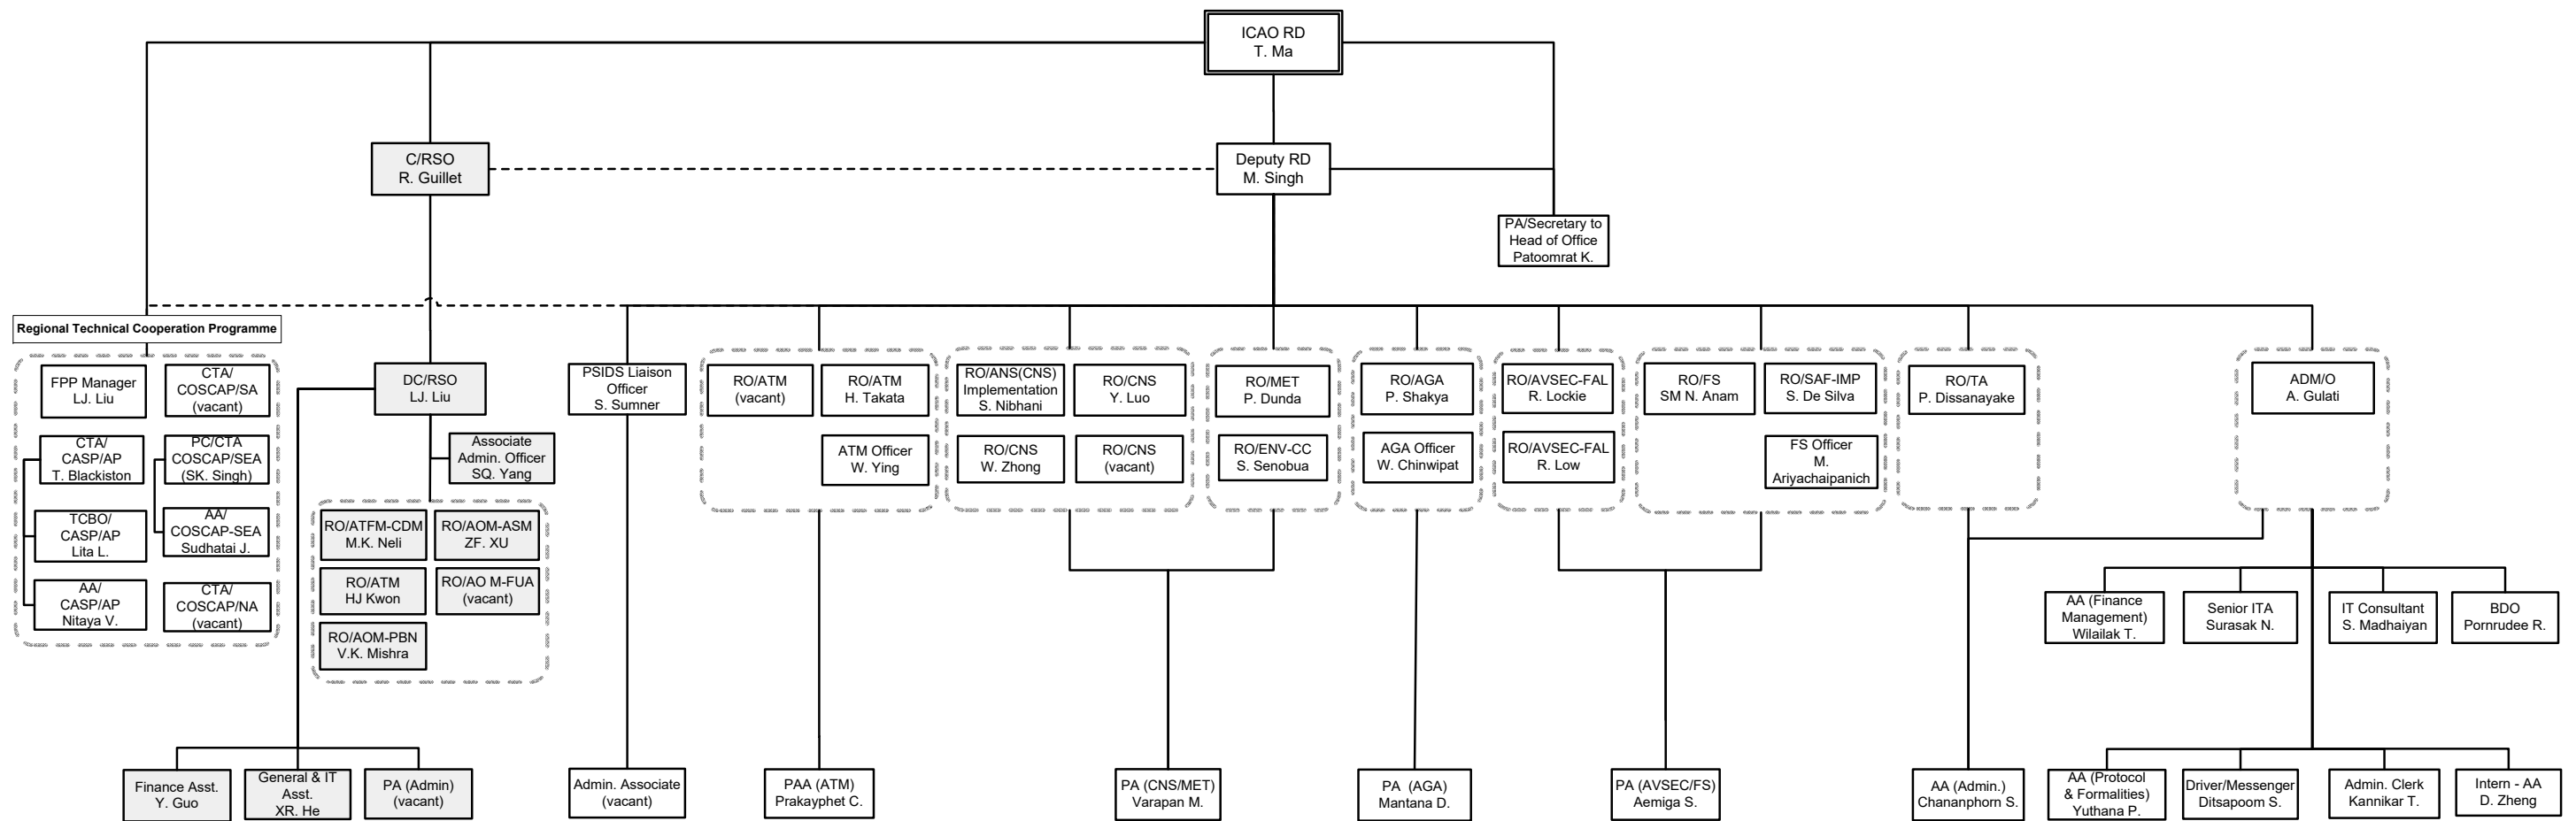 ICAO RD
T. Ma
C/RSO
R. Guillet
Deputy RD
M. Singh
PA/Secretary to
Head of Office
Patoomrat K.
Regional Technical Cooperation Programme
FPP Manager
LJ. Liu
CTA/
COSCAP/SA
(vacant)
CTA/
CASP/AP
T. Blackiston
PC/CTA
COSCAP/SEA
(SK. Singh)
TCBO/
CASP/AP
Lita L.
AA/
COSCAP-SEA
Sudhatai J.
AA/
CASP/AP
Nitaya V.
CTA/
COSCAP/NA
(vacant)
DC/RSO
LJ. Liu
Associate
Admin. Officer
SQ. Yang
RO/ATFM-CDM
M.K. Neli
RO/AOM-ASM
ZF. XU
RO/ATM
HJ Kwon
RO/AO M-FUA
(vacant)
RO/AOM-PBN
V.K. Mishra
PSIDS Liaison
Officer
S. Sumner
RO/ATM
(vacant)
RO/ATM
H. Takata
ATM Officer
W. Ying
RO/ANS(CNS)
Implementation
S. Nibhani
RO/CNS
Y. Luo
RO/CNS
W. Zhong
RO/CNS
(vacant)
RO/MET
P. Dunda
RO/ENV-CC
S. Senobua
RO/AGA
P. Shakya
AGA Officer
W. Chinwipat
RO/AVSEC-FAL
R. Lockie
RO/AVSEC-FAL
R. Low
RO/FS
SM N. Anam
RO/SAF-IMP
S. De Silva
FS Officer
M.
Ariyachaipanich
RO/TA
P. Dissanayake
ADM/O
A. Gulati
AA (Finance
Management)
Wilailak T.
Senior ITA
Surasak N.
IT Consultant
S. Madhaiyan
BDO
Pornrudee R.
Finance Asst.
Y. Guo
General & IT
Asst.
XR. He
PA (Admin)
(vacant)
Admin. Associate
(vacant)
PAA (ATM)
Prakayphet C.
PA (CNS/MET)
Varapan M.
PA (AGA)
Mantana D.
PA (AVSEC/FS)
Aemiga S.
AA (Admin.)
Chananphorn S.
AA (Protocol
& Formalities)
Yuthana P.
Driver/Messenger
Ditsapoom S.
Admin. Clerk
Kannikar T.
Intern - AA
D. Zheng